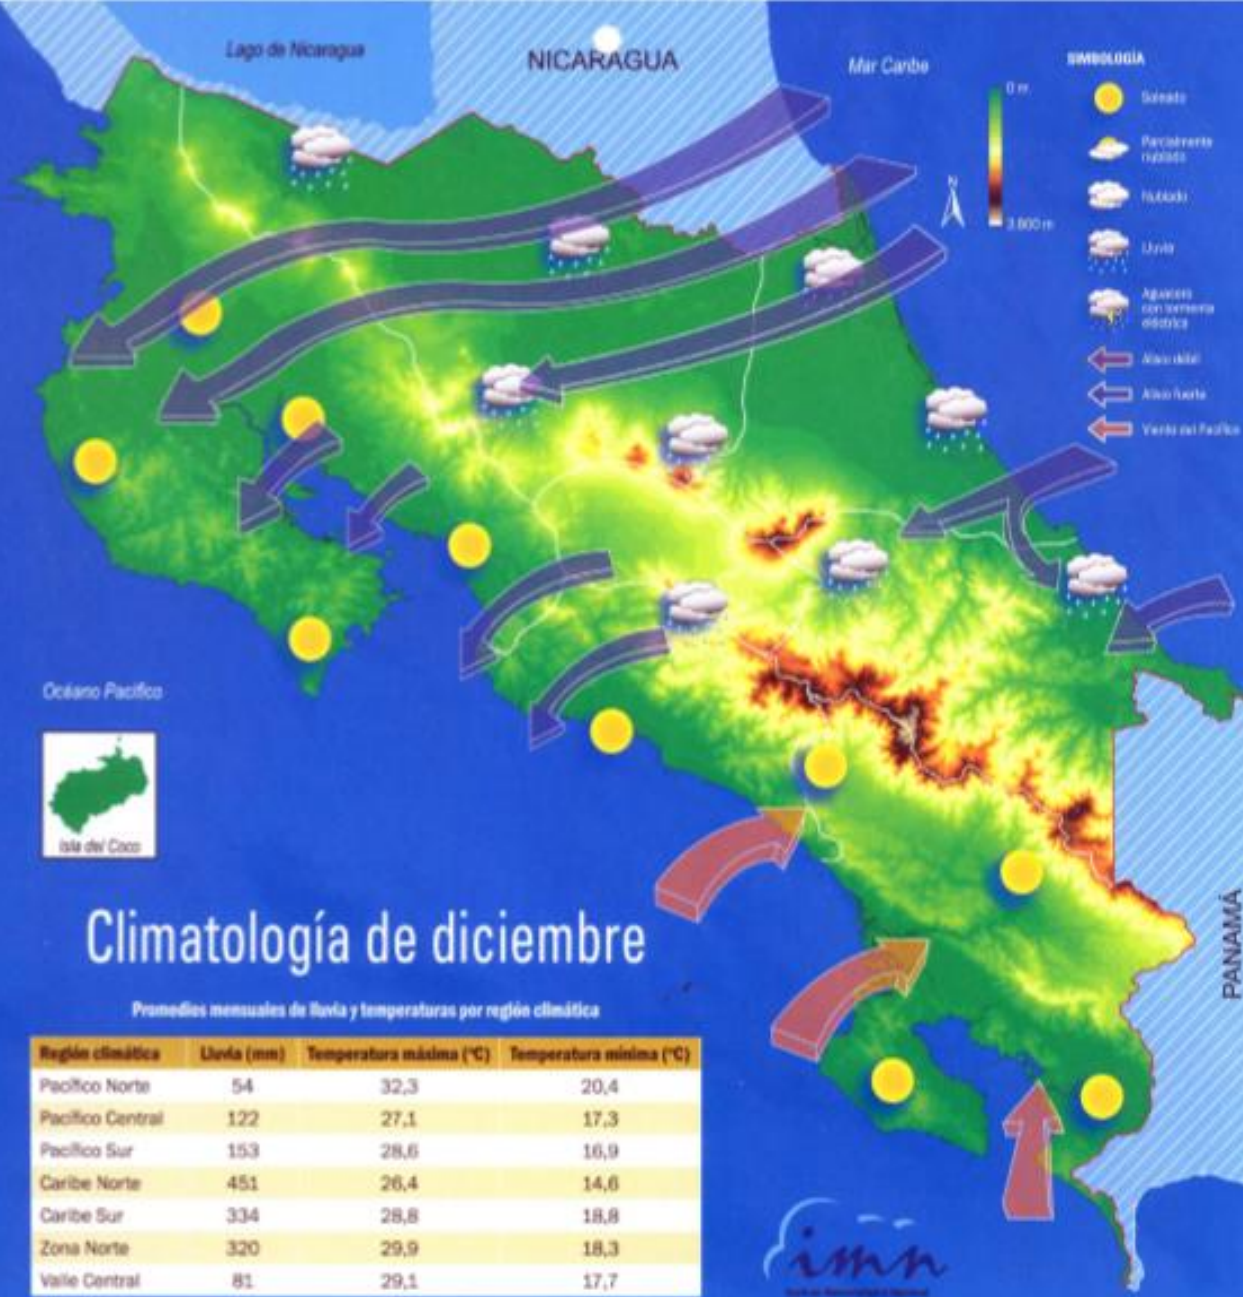 Lago de Nicaragua
NICARAGUA
Mar Caribe
SIMBOLOGÍA
0 m
3.800 m
N
Soleado
Parcialmente
nublado
Nublado
Lluvia
Aguacero
con tormenta
eléctrica
Alisio débil
Alisio fuerte
Viento del Pacífico
Océano Pacífico
Isla del Coco
PANAMÁ
Climatología de diciembre
Promedios mensuales de lluvia y temperaturas por región climática
Región climática Lluvia (mm) Temperatura máxima (°C) Temperatura mínima (°C)
Pacífico Norte 54 32,3 20,4
Pacífico Central 122 27,1 17,3
Pacífico Sur 153 28,6 16,9
Caribe Norte 451 26,4 14,6
Caribe Sur 334 28,8 18,8
Zona Norte 320 29,9 18,3
Valle Central 81 29,1 17,7
imn